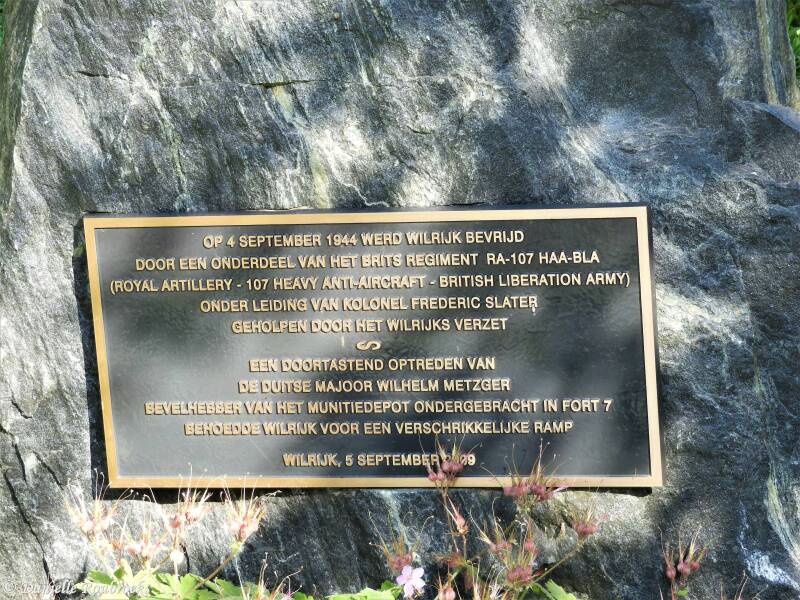 OP 4 SEPTEMBER 1944 WERD WILRIJK BEVRIJD
DOOR EEN ONDERDEEL VAN HET BRITS REGIMENT RA-107 HAA-BLA
(ROYAL ARTILLERY - 107 HEAVY ANTI-AIRCRAFT - BRITISH LIBERATION ARMY)
ONDER LEIDING VAN KOLONEL FREDERIC SLATER
GEHOLPEN DOOR HET WILRIJKS VERZET
EEN DOORTASTEND OPTREDEN VAN
DE DUITSE MAJOOR WILHELM METZGER
BEVELHEBBER VAN HET MUNITIEDEPOT ONDERGEBRACHT IN FORT 7
BEHOEDDE WILRIJK VOOR EEN VERSCHRIKKELIJKE RAMP
WILRIJK, 5 SEPTEMBER 2009